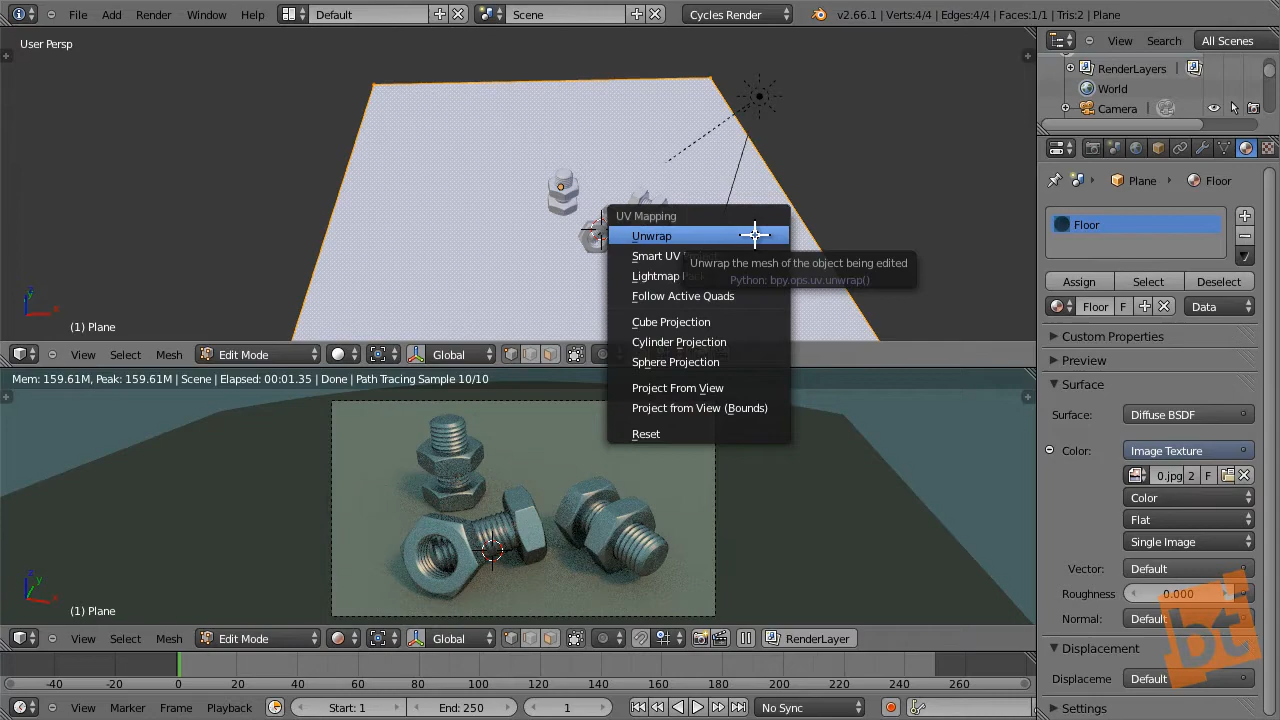 File Add Render Window Help Default Scene Cycles Render v2.66.1 | Verts:4/4 | Edges:4/4 | Faces:1/1 | Tris:2 | Plane
View Search All Scenes
User Persp
RenderLayers
World
Camera
Plane Floor
Floor
UV Mapping
Unwrap
Smart UV
Unwrap the mesh of the object being edited
Python: bpy.ops.uv.unwrap()
Lightmap
Follow Active Quads
Cube Projection
Cylinder Projection
Sphere Projection
Project From View
Project from View (Bounds)
Reset
Assign Select Deselect
Floor F Data
Custom Properties
Preview
Surface
Surface: Diffuse BSDF
Color: Image Texture
0.jpg 2 F
Color
Flat
Single Image
Vector: Default
Roughness 0.000
Normal: Default
Displacement
Displaceme Default
Settings
(1) Plane
View Select Mesh Edit Mode Global
Mem: 159.61M, Peak: 159.61M | Scene | Elapsed: 00:01.35 | Done | Path Tracing Sample 10/10
(1) Plane
View Select Mesh Edit Mode Global RenderLayer
-40 -20 0 20 40 60 80 100 120 140 160 180 200 220 240 260
View Marker Frame Playback Start: 1 End: 250 1 No Sync
bt